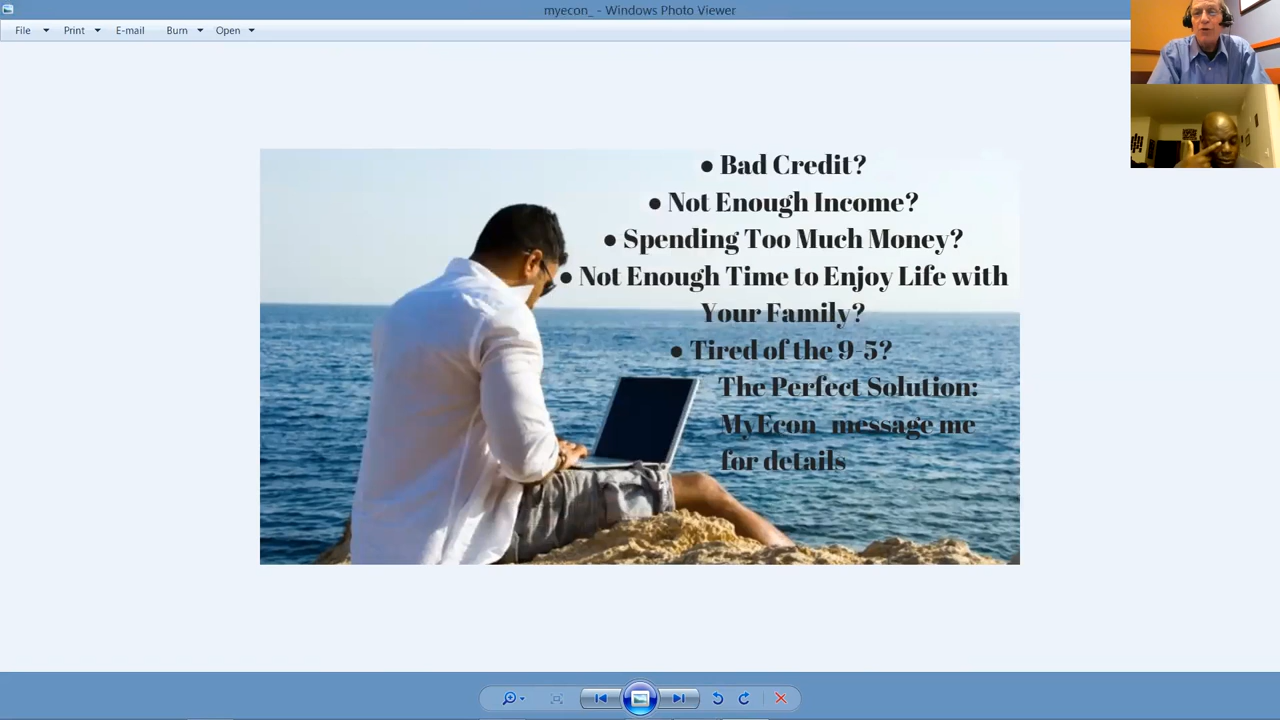 myecon_ - Windows Photo Viewer
File Print E-mail Burn Open
● Bad Credit?
● Not Enough Income?
● Spending Too Much Money?
● Not Enough Time to Enjoy Life with
Your Family?
● Tired of the 9-5?
The Perfect Solution:
MyEcon message me
for details